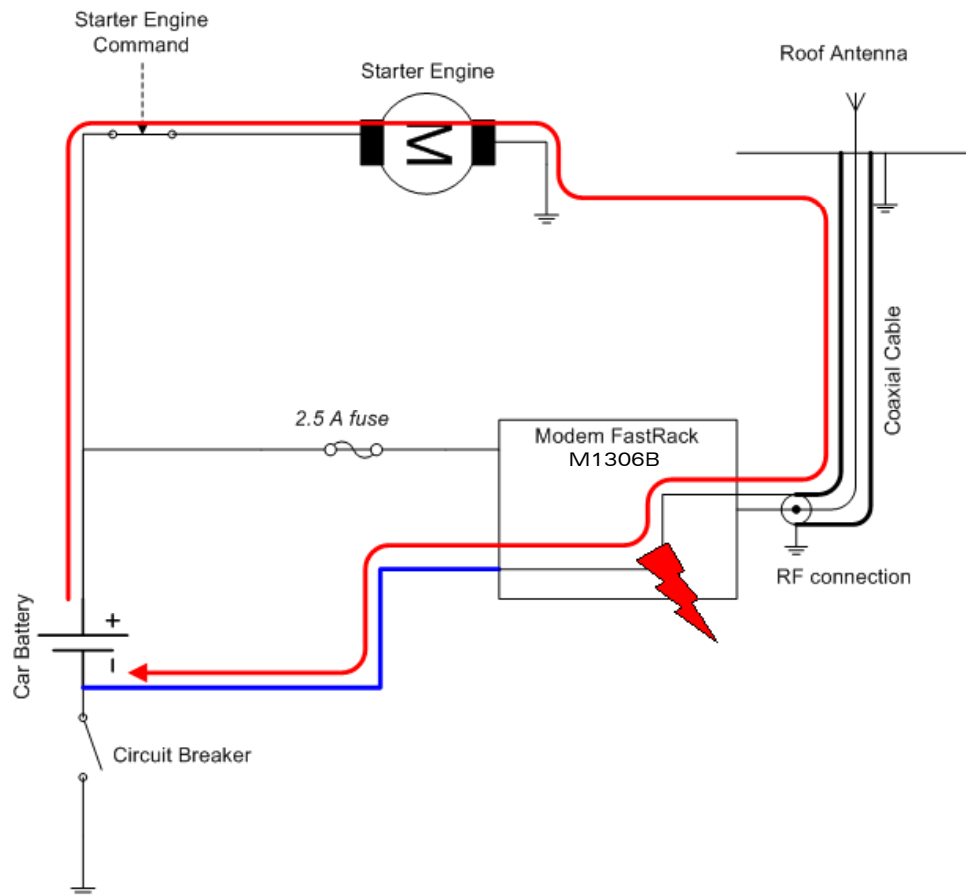 Starter Engine
Command
Starter Engine
Roof Antenna
M
Coaxial Cable
2.5 A fuse
Modem FastRack
M1306B
RF connection
Car Battery
+
–
Circuit Breaker